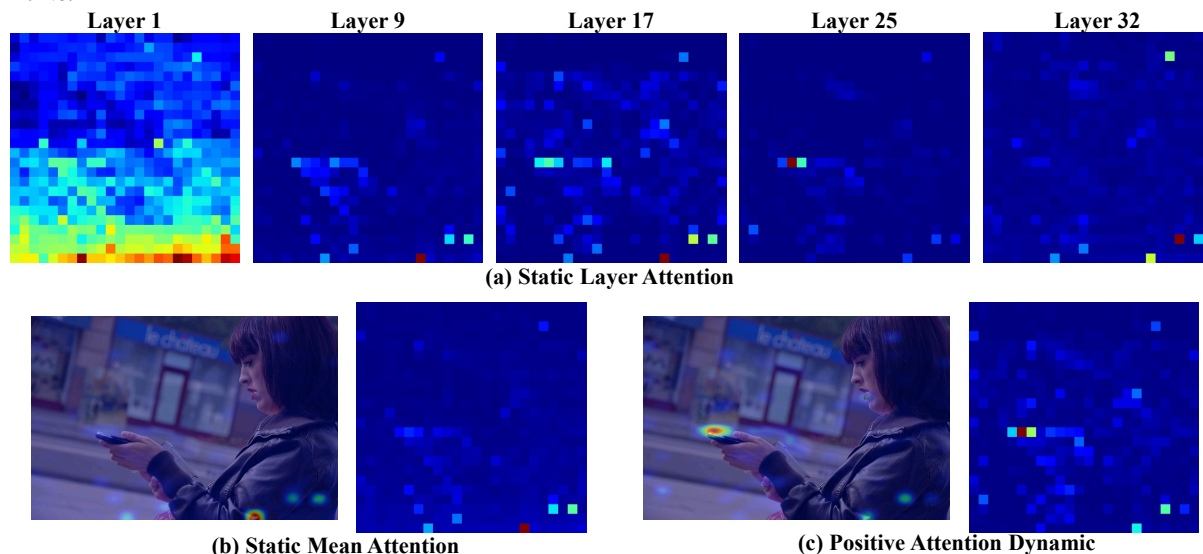 Layer 1
Layer 9
Layer 17
Layer 25
Layer 32
(a) Static Layer Attention
le chateau
le chateau
(b) Static Mean Attention
(c) Positive Attention Dynamic